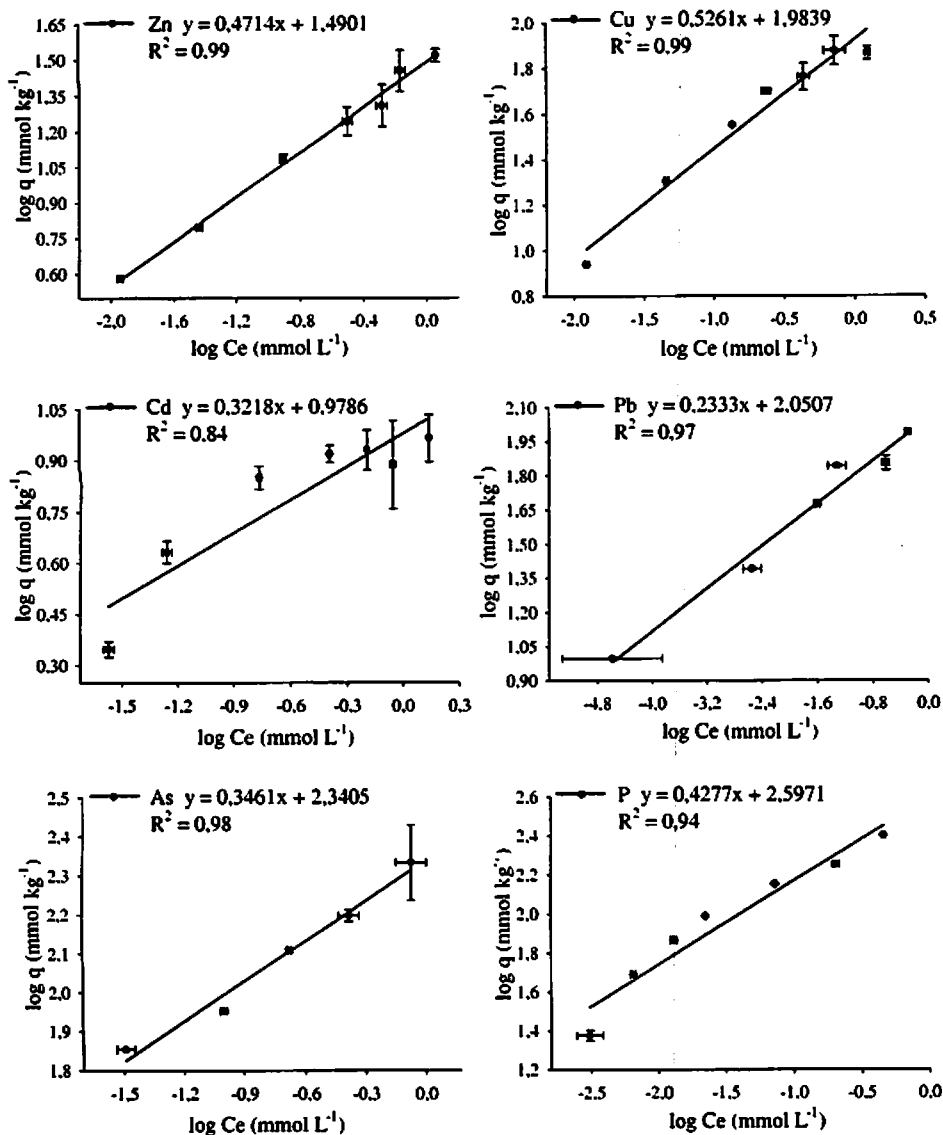 Zn y = 0,4714x + 1,4901
R² = 0,99
1.65
1.50
1.35
1.20
1.05
0.90
0.75
0.60
log q (mmol kg⁻¹)
-2.0 -1.6 -1.2 -0.8 -0.4 0.0
log Ce (mmol L⁻¹)
Cu y = 0,5261x + 1,9839
R² = 0,99
2.0
1.8
1.6
1.4
1.2
1.0
0.8
log q (mmol kg⁻¹)
-2.0 -1.5 -1.0 -0.5 0.0 0.5
log Ce (mmol L⁻¹)
Cd y = 0,3218x + 0,9786
R² = 0,84
1.05
0.90
0.75
0.60
0.45
0.30
log q (mmol kg⁻¹)
-1.5 -1.2 -0.9 -0.6 -0.3 0.0 0.3
log Ce (mmol L⁻¹)
Pb y = 0,2333x + 2,0507
R² = 0,97
2.10
1.95
1.80
1.65
1.50
1.35
1.20
1.05
0.90
log q (mmol kg⁻¹)
-4.8 -4.0 -3.2 -2.4 -1.6 -0.8 0.0
log Ce (mmol L⁻¹)
As y = 0,3461x + 2,3405
R² = 0,98
2.5
2.4
2.3
2.2
2.1
2.0
1.9
1.8
log q (mmol kg⁻¹)
-1.5 -1.2 -0.9 -0.6 -0.3 0.0
log Ce (mmol L⁻¹)
P y = 0,4277x + 2,5971
R² = 0,94
2.6
2.4
2.2
2.0
1.8
1.6
1.4
1.2
log q (mmol kg⁻¹)
-2.5 -2.0 -1.5 -1.0 -0.5 0.0
log Ce (mmol L⁻¹)